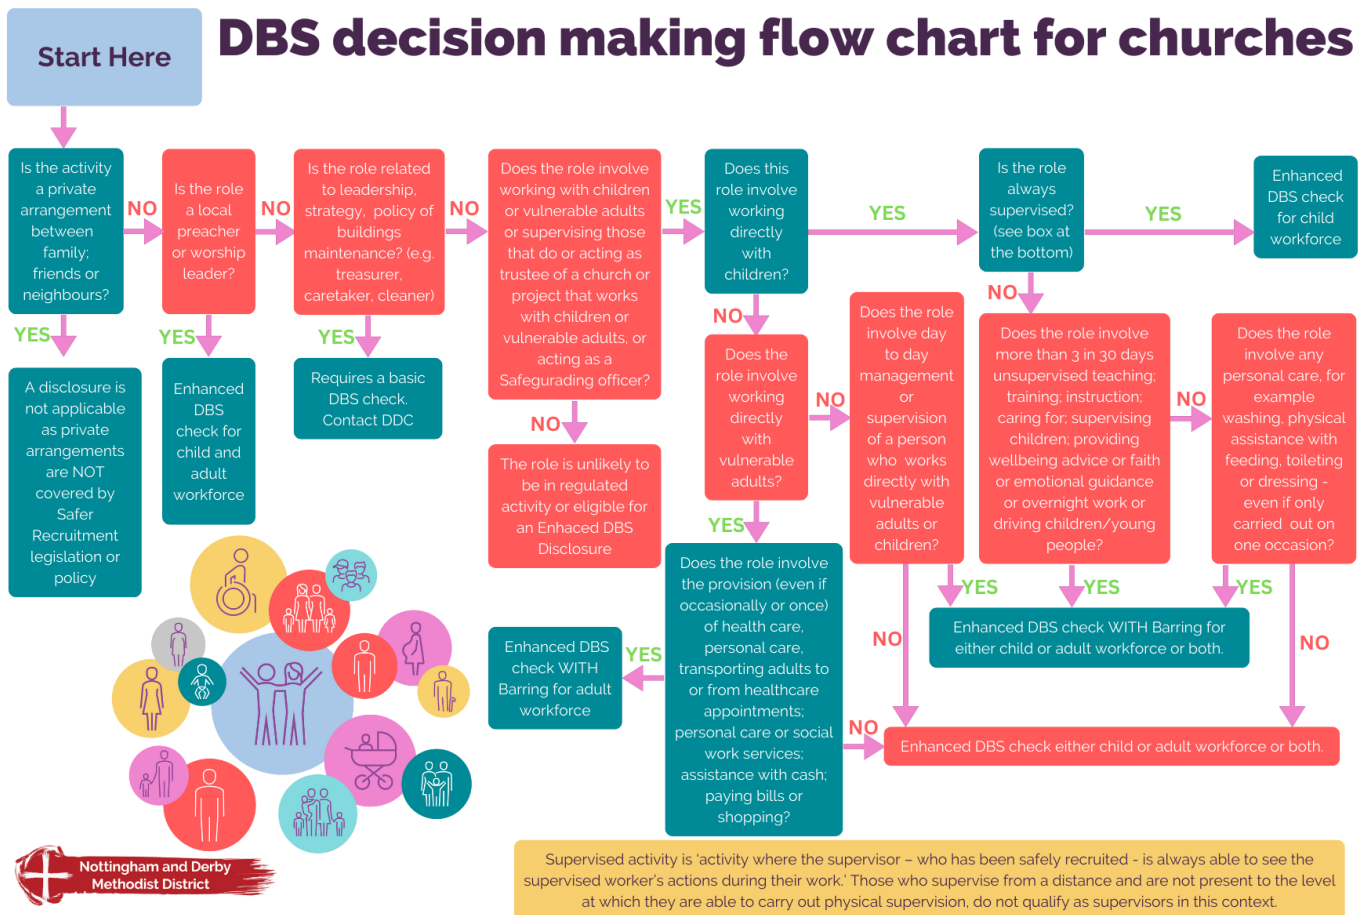 Start Here
DBS decision making flow chart for churches
Is the activity
a private
arrangement
between
family;
friends or
neighbours?
NO
Is the role
a local
preacher
or worship
leader?
NO
Is the role related
to leadership,
strategy, policy of
buildings
maintenance? (e.g.
treasurer,
caretaker, cleaner)
NO
Does the role involve
working with children
or vulnerable adults
or supervising those
that do or acting as
trustee of a church or
project that works
with children or
vulnerable adults, or
acting as a
Safegurading officer?
YES
Does this
role involve
working
directly
with
children?
YES
Is the role
always
supervised?
(see box at
the bottom)
YES
Enhanced
DBS check
for child
workforce
YES
A disclosure is
not applicable
as private
arrangements
are NOT
covered by
Safer
Recruitment
legislation or
policy
YES
Enhanced
DBS
check for
child and
adult
workforce
YES
Requires a basic
DBS check.
Contact DDC
NO
The role is unlikely to
be in regulated
activity or eligible for
an Enhaced DBS
Disclosure
NO
Does the
role involve
working
directly
with
vulnerable
adults?
NO
Does the role
involve day
to day
management
or
supervision
of a person
who works
directly with
vulnerable
adults or
children?
NO
Does the role involve
more than 3 in 30 days
unsupervised teaching;
training; instruction;
caring for; supervising
children; providing
wellbeing advice or faith
or emotional guidance
or overnight work or
driving children/young
people?
NO
Does the role
involve any
personal care, for
example
washing, physical
assistance with
feeding, toileting
or dressing -
even if only
carried out on
one occasion?
YES
Does the role involve
the provision (even if
occasionally or once)
of health care,
personal care,
transporting adults to
or from healthcare
appointments;
personal care or social
work services;
assistance with cash;
paying bills or
shopping?
YES
Enhanced DBS
check WITH
Barring for adult
workforce
YES
YES
YES
Enhanced DBS check WITH Barring for
either child or adult workforce or both.
NO
NO
NO
Enhanced DBS check either child or adult workforce or both.
Nottingham and Derby
Methodist District
Supervised activity is 'activity where the supervisor – who has been safely recruited - is always able to see the
supervised worker's actions during their work.' Those who supervise from a distance and are not present to the level
at which they are able to carry out physical supervision, do not qualify as supervisors in this context.